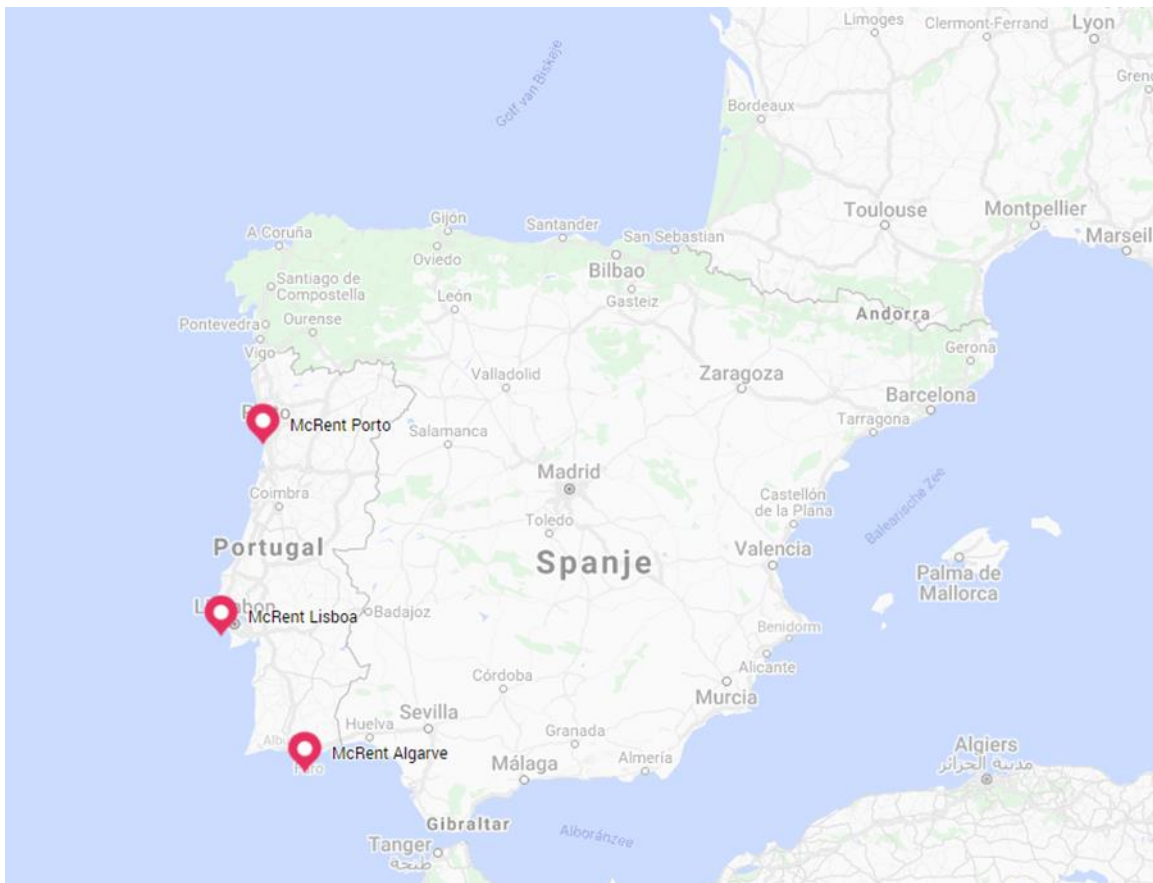 Limoges
Clermont-Ferrand
Lyon
Golf van Biskaje
Bordeaux
Toulouse
Montpellier
Gijón
Santander
San Sebastian
A Coruña
Oviedo
Bilbao
Santiago de
Compostella
León
Gasteiz
Andorra
Pontevedra
Ourense
Vigo
Gerona
Valladolid
Zaragoza
Barcelona
Tarragona
McRent Porto
Salamanca
Madrid
Coimbra
Castellón
de la Plana
Balearische Zee
Toledo
Portugal
Spanje
Valencia
Palma de
Mallorca
McRent Lisboa
Badajoz
Benidorm
Alicante
Córdoba
Murcia
Huelva
Sevilla
Granada
McRent Algarve
Almería
Málaga
Algiers
مدينة الجزائر
Gibraltar
Alboránzee
Tanger
طنجة